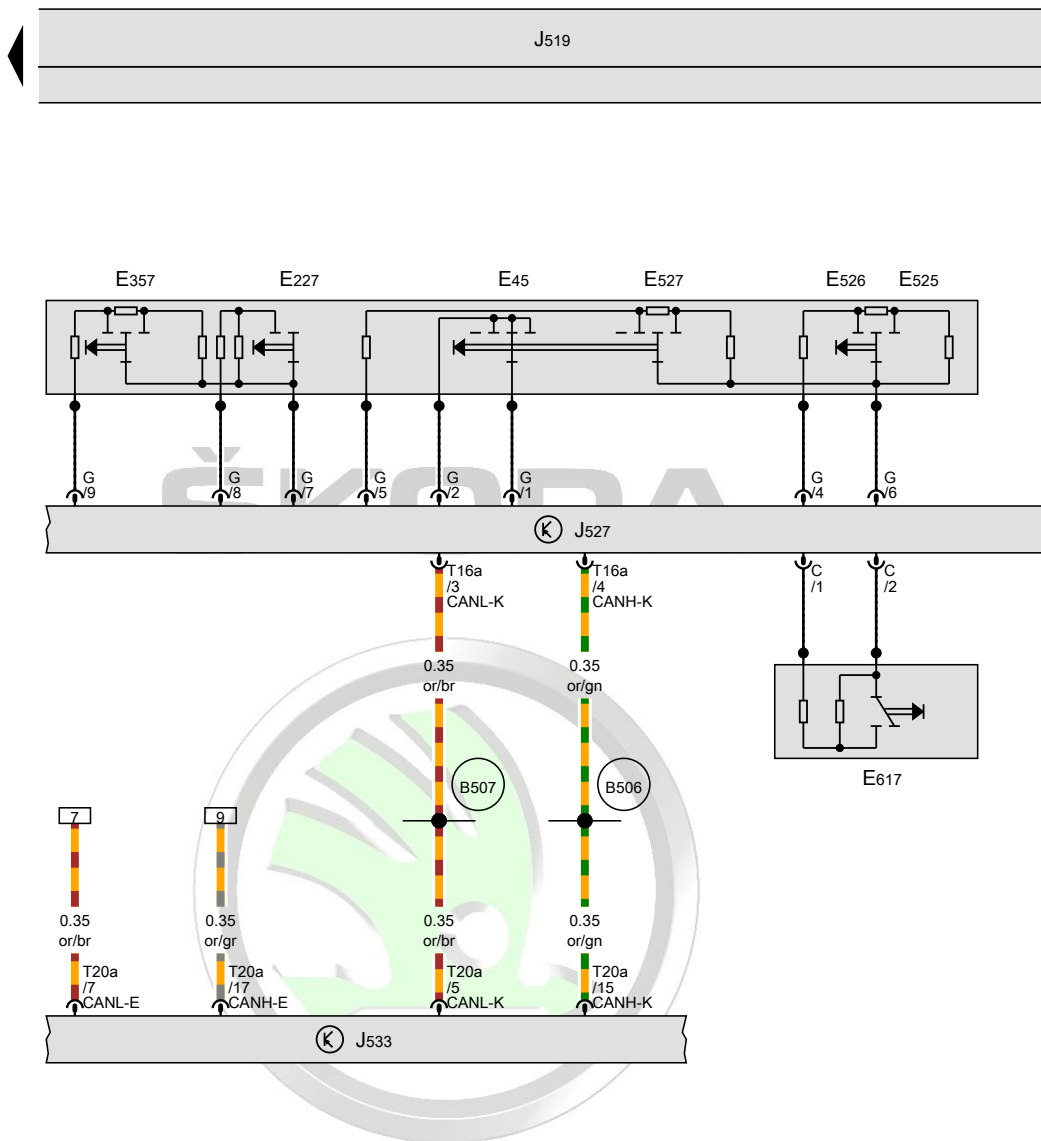 J519
E357 E227 E45 E527 E526 E525
G G G G G G G G
/9 /8 /7 /5 /2 /1 /4 /6
ŠKODA
J527
T16a T16a C C
/3 /4 /1 /2
CANL-K CANH-K
0.35 0.35
or/br or/gn
B507 B506
E617
7 9
0.35 0.35 0.35 0.35
or/br or/gr or/br or/gn
T20a T20a T20a T20a
/7 /17 /5 /15
CANL-E CANH-E CANL-K CANH-K
J533